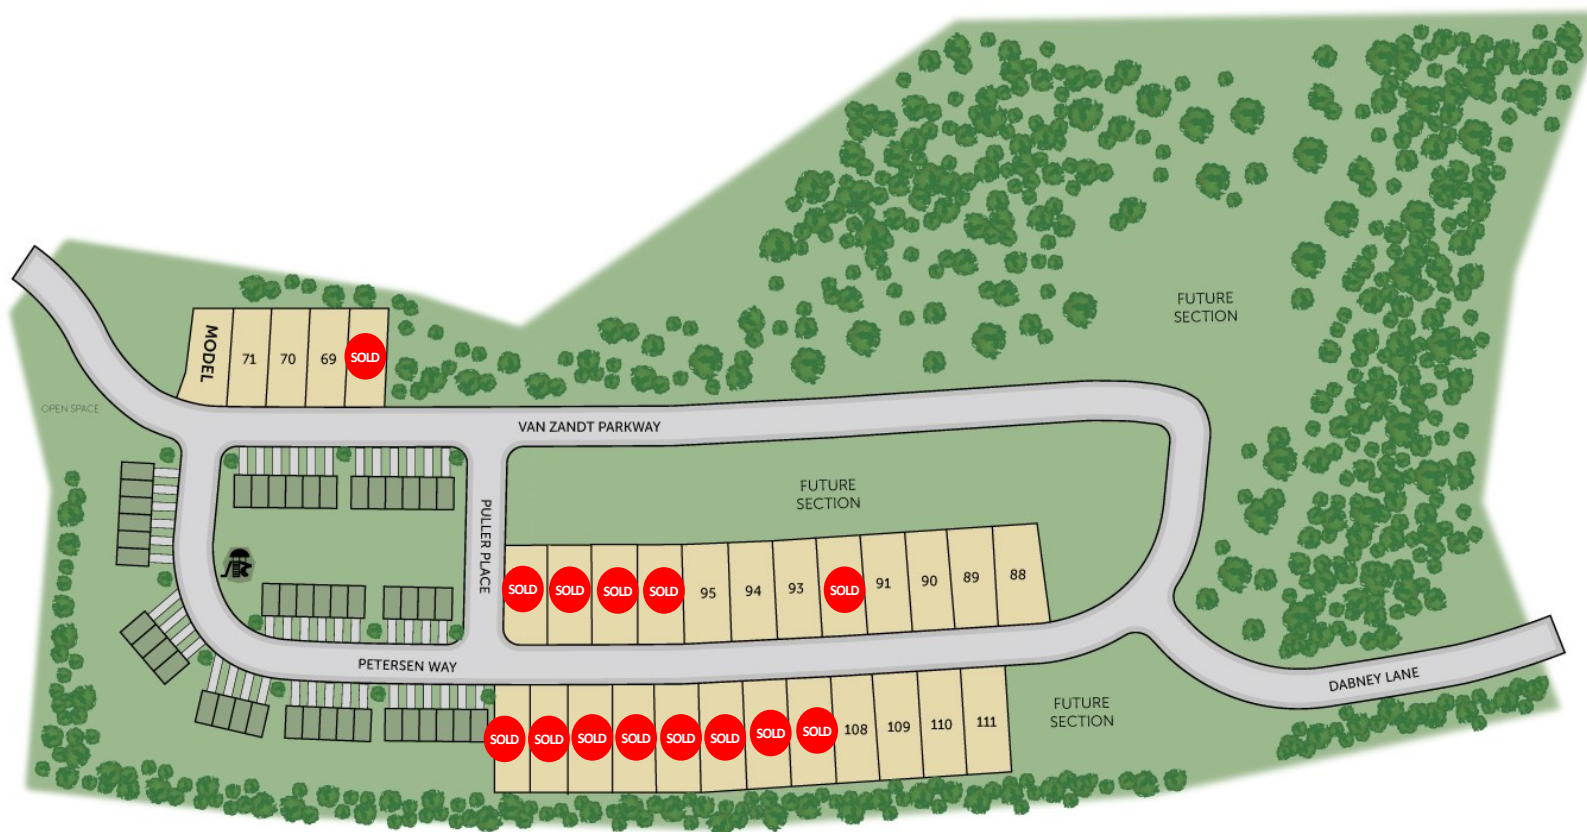 FUTURE
SECTION
MODEL
71
70
69
SOLD
OPEN SPACE
VAN ZANDT PARKWAY
FUTURE
SECTION
PULLER PLACE
SOLD
SOLD
SOLD
SOLD
95
94
93
SOLD
91
90
89
88
PETERSEN WAY
DABNEY LANE
FUTURE
SECTION
SOLD
SOLD
SOLD
SOLD
SOLD
SOLD
SOLD
SOLD
108
109
110
111